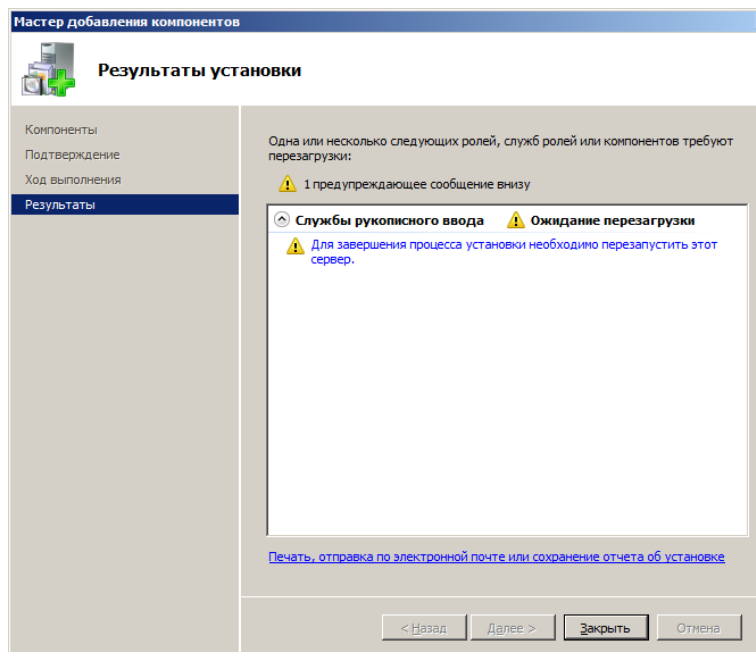 Мастер добавления компонентов
Результаты установки
Компоненты
Подтверждение
Ход выполнения
Результаты
Одна или несколько следующих ролей, служб ролей или компонентов требуют
перезагрузки:
1 предупреждающее сообщение внизу
Службы рукописного ввода Ожидание перезагрузки
Для завершения процесса установки необходимо перезапустить этот
сервер.
Печать, отправка по электронной почте или сохранение отчета об установке
< Назад Далее > Закрыть Отмена